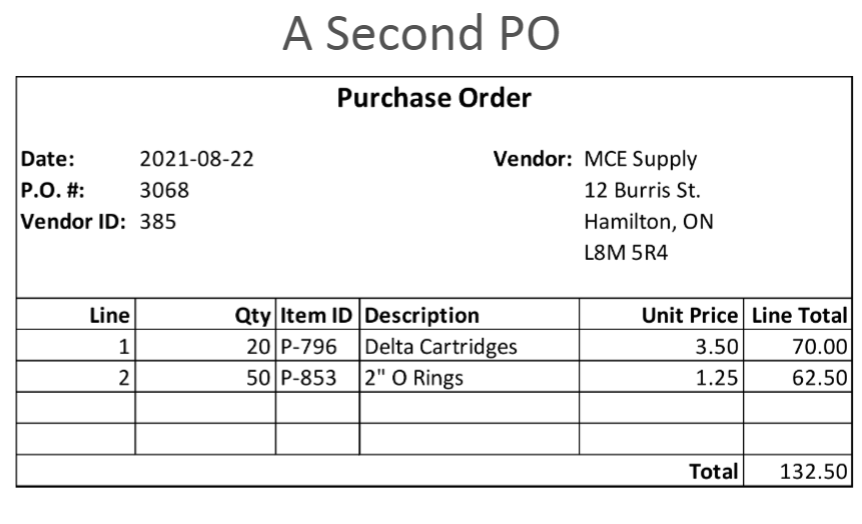 A Second PO
Purchase Order
Date: 2021-08-22 Vendor: MCE Supply
P.O. #: 3068 12 Burris St.
Vendor ID: 385 Hamilton, ON
L8M 5R4
Line Qty Item ID Description Unit Price Line Total
1 20 P-796 Delta Cartridges 3.50 70.00
2 50 P-853 2" O Rings 1.25 62.50
Total 132.50